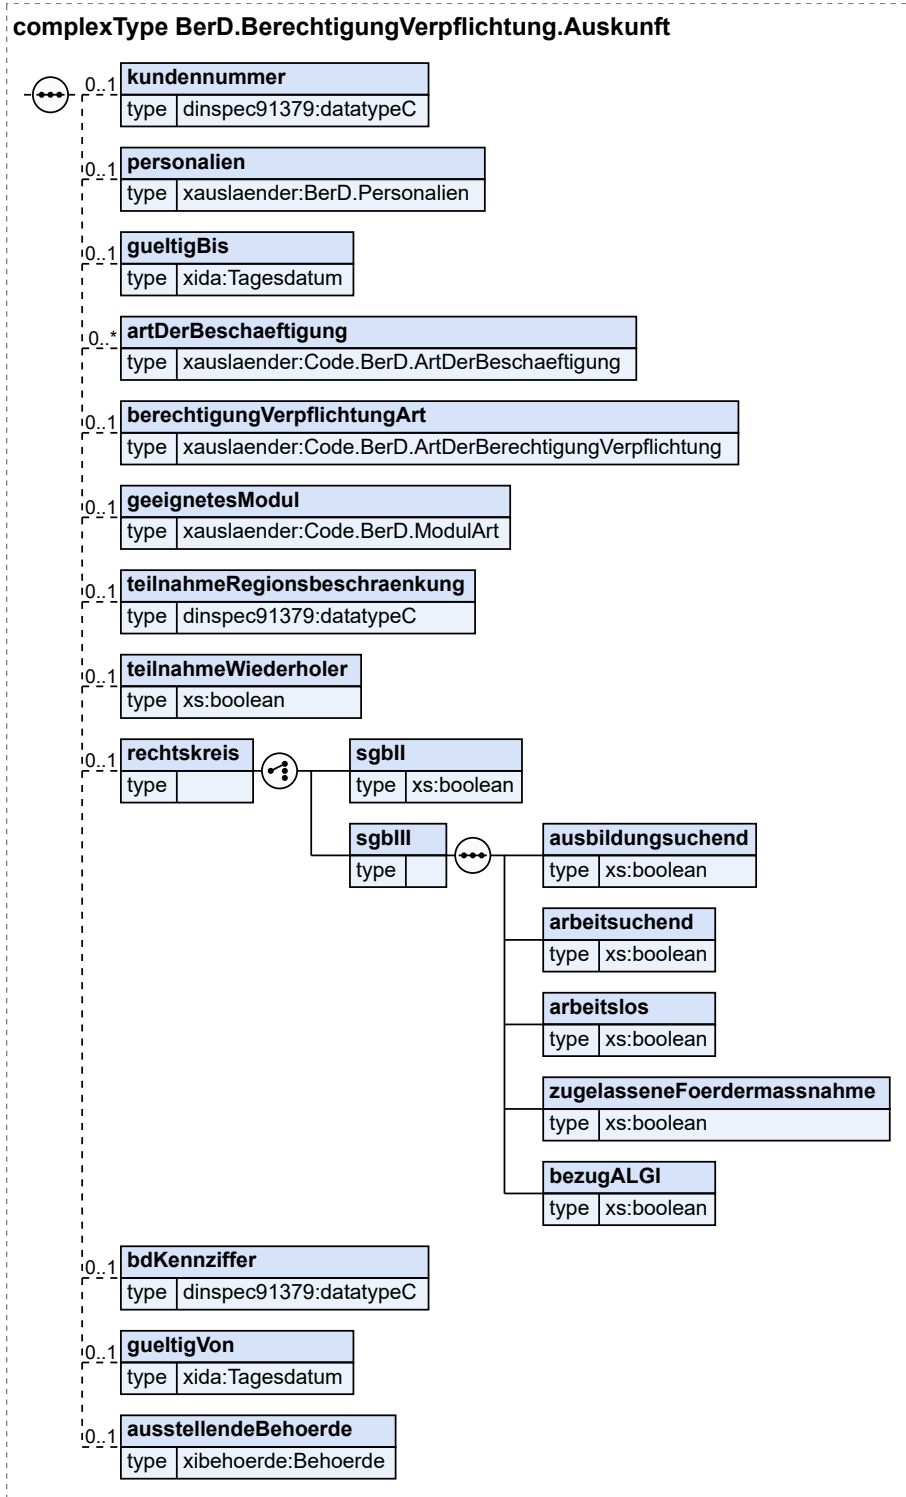 complexType BerD.BerechtigungVerpflichtung.Auskunft
0..1 kundennummer
type dinspec91379:datatypeC
0..1 personalien
type xauslaender:BerD.Personalien
0..1 gueltigBis
type xida:Tagesdatum
0..* artDerBeschaeftigung
type xauslaender:Code.BerD.ArtDerBeschaeftigung
0..1 berechtigungVerpflichtungArt
type xauslaender:Code.BerD.ArtDerBerechtigungVerpflichtung
0..1 geeignetesModul
type xauslaender:Code.BerD.ModulArt
0..1 teilnahmeRegionsbeschraenkung
type dinspec91379:datatypeC
0..1 teilnahmeWiederholer
type xs:boolean
0..1 rechtskreis sgbII
type type xs:boolean
sgbIII ausbildungsuchend
type type xs:boolean
arbeitsuchend
type xs:boolean
arbeitslos
type xs:boolean
zugelasseneFoerdermassnahme
type xs:boolean
bezugALGI
type xs:boolean
0..1 bdKennziffer
type dinspec91379:datatypeC
0..1 gueltigVon
type xida:Tagesdatum
0..1 ausstellendeBehoerde
type xibehoerde:Behoerde